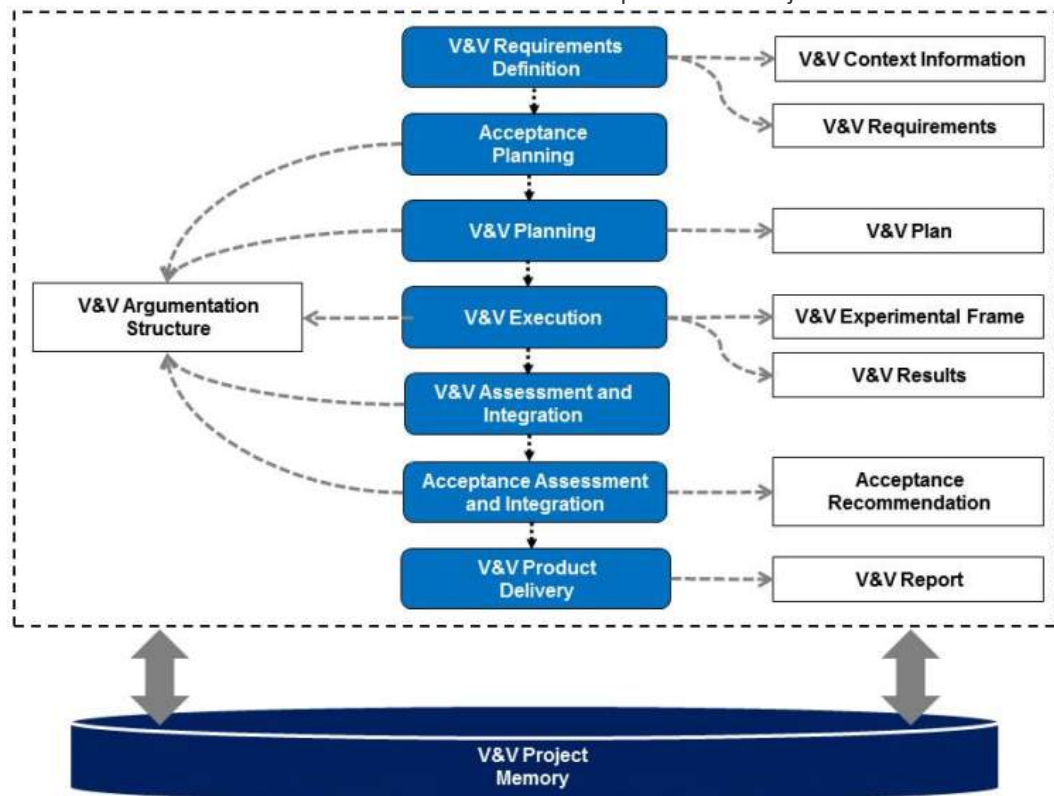 V&V Requirements
Definition
V&V Context Information
V&V Requirements
Acceptance
Planning
V&V Planning
V&V Plan
V&V Argumentation
Structure
V&V Execution
V&V Experimental Frame
V&V Results
V&V Assessment and
Integration
Acceptance Assessment
and Integration
Acceptance
Recommendation
V&V Product
Delivery
V&V Report
V&V Project
Memory